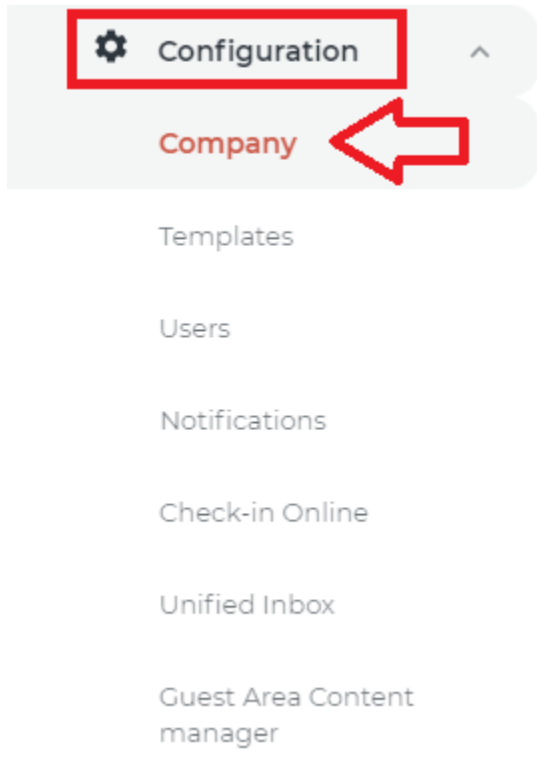 Configuration
Company
Templates
Users
Notifications
Check-in Online
Unified Inbox
Guest Area Content
manager